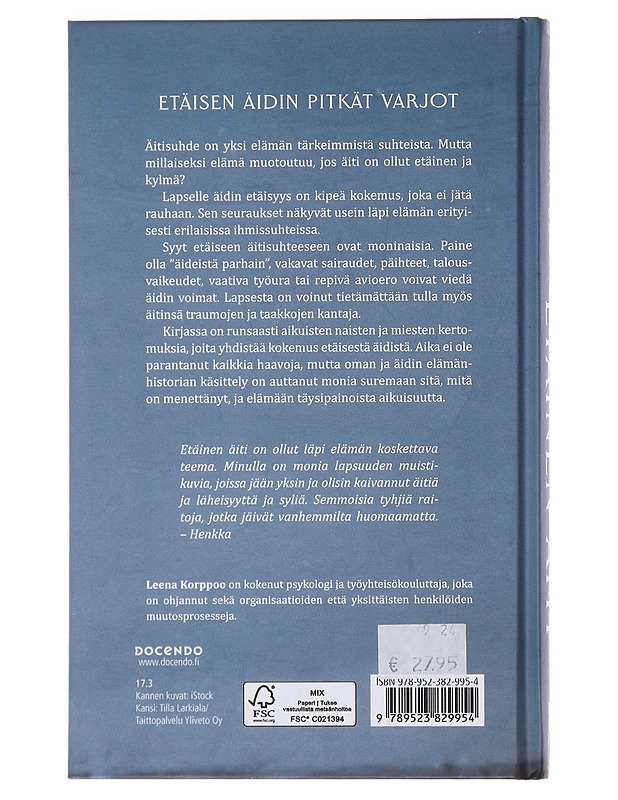 ETÄISEN ÄIDIN PITKÄT VARJOT
Äitisuhde on yksi elämän tärkeimmistä suhteista. Mutta
millaiseksi elämä muotoutuu, jos äiti on ollut etäinen ja
kylmä?
Lapselle äidin etäisyys on kipeä kokemus, joka ei jätä
rauhaan. Sen seuraukset näkyvät usein läpi elämän erityi-
sesti erilaisissa ihmissuhteissa.
Syyt etäiseen äitisuhteeseen ovat moninaisia. Paine
olla ”äideistä parhain”, vakavat sairaudet, päihteet, talous-
vaikeudet, vaativa työura tai repivä avioero voivat viedä
äidin voimat. Lapsesta on voinut tietämättään tulla myös
äitinsä traumojen ja taakkojen kantaja.
Kirjassa on runsaasti aikuisten naisten ja miesten kerto-
muksia, joita yhdistää kokemus etäisestä äidistä. Aika ei ole
parantanut kaikkia haavoja, mutta oman ja äidin elämän-
historian käsittely on auttanut monia suremaan sitä, mitä
on menettänyt, ja elämään täysipainoista aikuisuutta.
Etäinen äiti on ollut läpi elämän koskettava
teema. Minulla on monia lapsuuden muisti-
kuvia, joissa jään yksin ja olisin kaivannut äitiä
ja läheisyyttä ja syliä. Semmoisia tyhjiä rai-
toja, jotka jäivät vanhemmilta huomaamatta.
– Henkka
Leena Korppoo on kokenut psykologi ja työyhteisökouluttaja, joka
on ohjannut sekä organisaatioiden että yksittäisten henkilöiden
muutosprosesseja.
DOCENDO
www.docendo.fi
17.3
Kannen kuvat: iStock
Kansi: Tilla Larkiala/
Taittopalvelu Yliveto Oy
FSC
www.fsc.org
MIX
Paperi | Tukee
vastuullista metsänhoitoa
FSC® C021394
9 24
€ 27.95
ISBN 978-952-382-995-4
9 789523 829954
ETÄINEN ÄITI